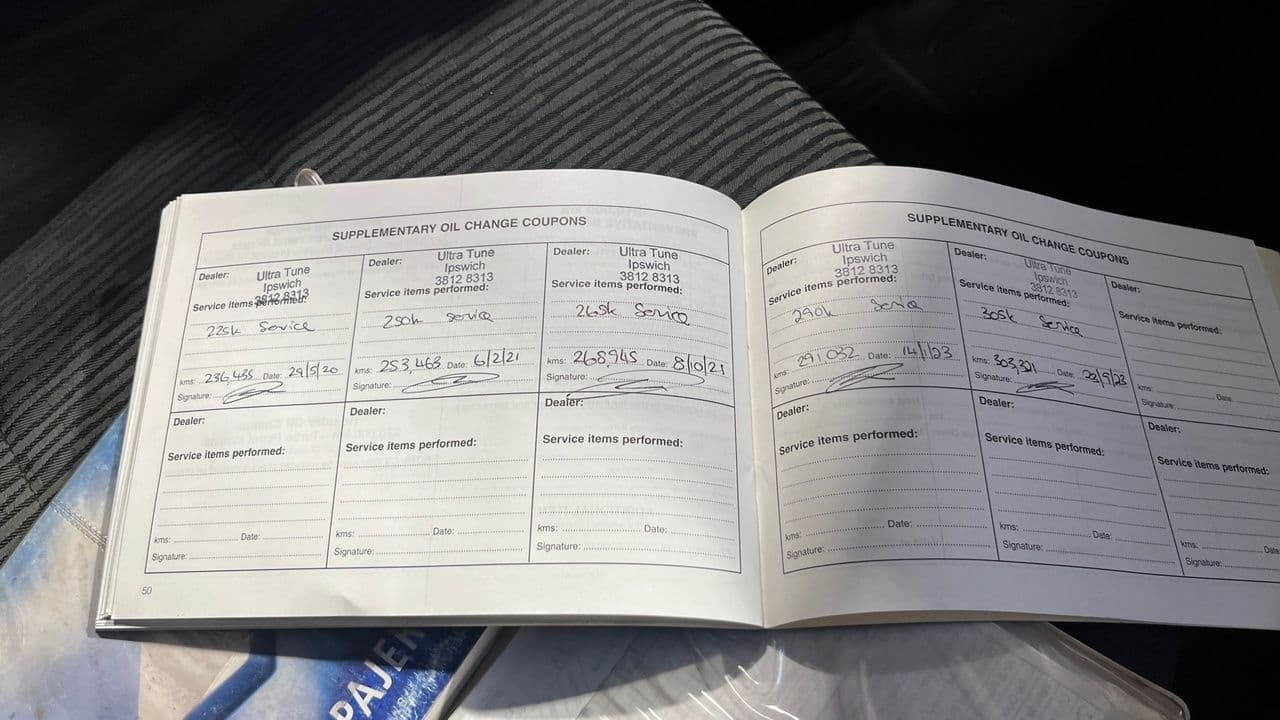 SUPPLEMENTARY OIL CHANGE COUPONS
Dealer: Ultra Tune
Ipswich
3812 8313
Service items performed:
225k Service
kms: 236,485 Date: 29/5/20
Signature:
Dealer: Ultra Tune
Ipswich
3812 8313
Service items performed:
250k Service
kms: 253,463 Date: 6/2/21
Signature:
Dealer: Ultra Tune
Ipswich
3812 8313
Service items performed:
265k Service
kms: 268,945 Date: 8/10/21
Signature:
Dealer:
Service items performed:
kms: Date:
Signature:
Dealer:
Service items performed:
kms: Date:
Signature:
Dealer:
Service items performed:
kms: Date:
Signature:
50
SUPPLEMENTARY OIL CHANGE COUPONS
Dealer: Ultra Tune
Ipswich
3812 8313
Service items performed:
290k Service
kms: 291,032 Date: 14/1/23
Signature:
Dealer: Ultra Tune
Ipswich
3812 8313
Service items performed:
305k Service
kms: 303,321 Date:
Signature:
Dealer:
Service items performed:
kms: Date:
Signature:
Dealer:
Service items performed:
kms: Date:
Signature:
Dealer:
Service items performed:
kms: Date:
Signature:
Dealer:
Service items performed:
kms: Date
Signature:
PAJER